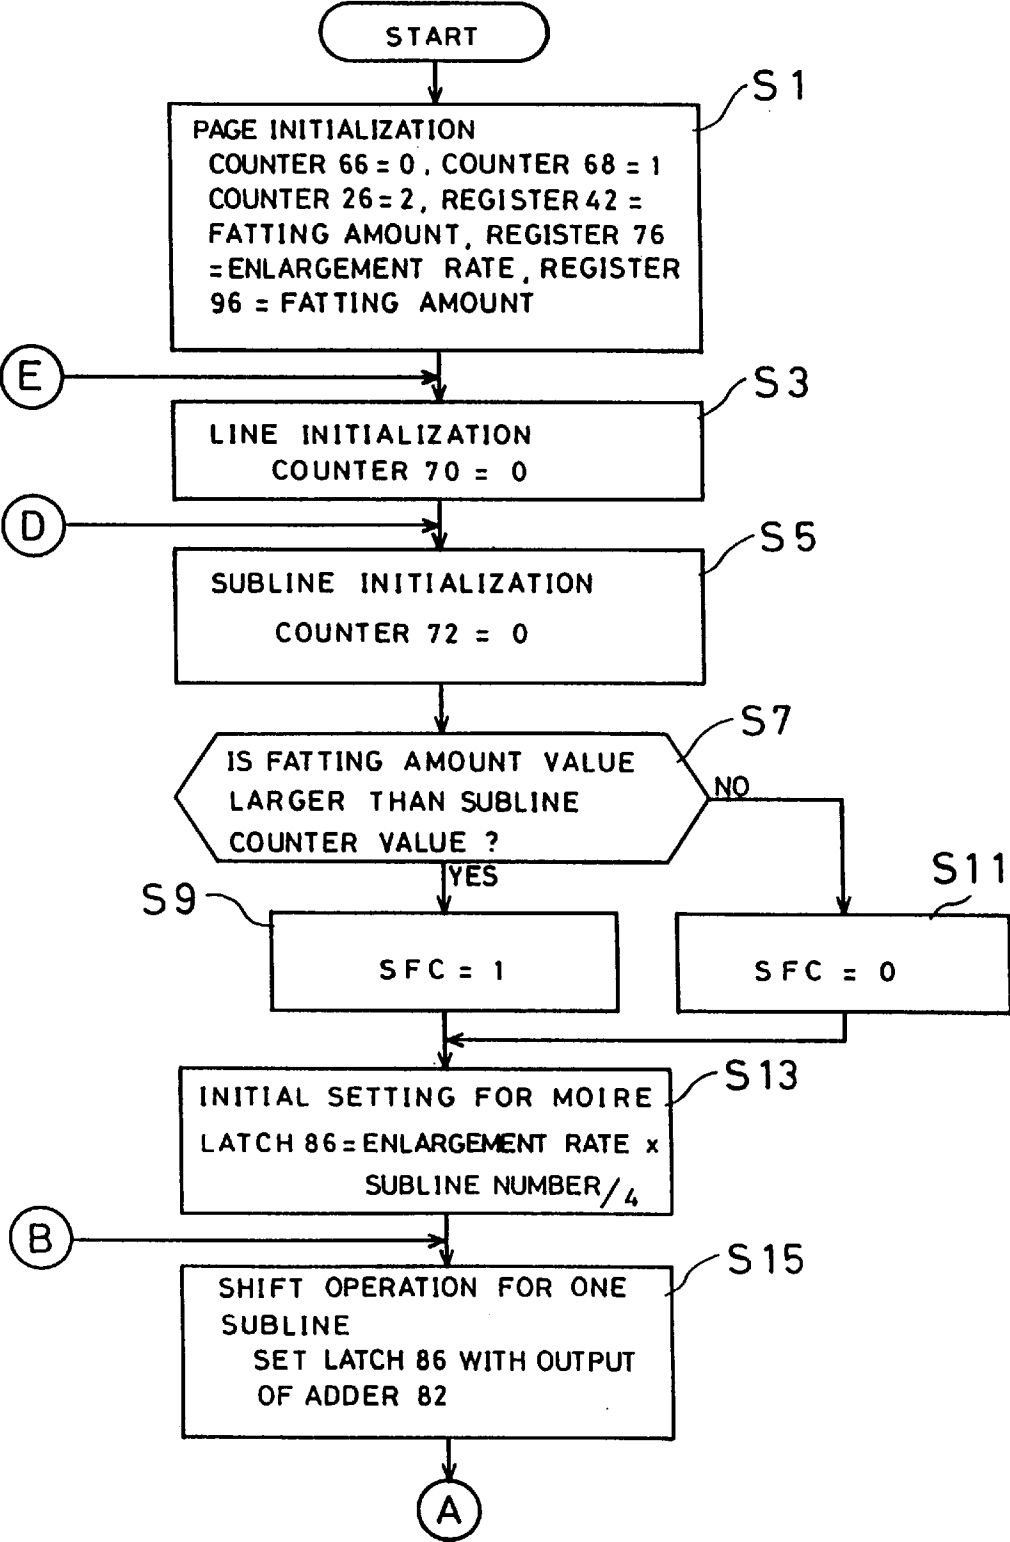 START
S1
PAGE INITIALIZATION
COUNTER 66 = 0, COUNTER 68 = 1
COUNTER 26 = 2, REGISTER 42 =
FATTING AMOUNT, REGISTER 76
= ENLARGEMENT RATE, REGISTER
96 = FATTING AMOUNT
E
S3
LINE INITIALIZATION
COUNTER 70 = 0
D
S5
SUBLINE INITIALIZATION
COUNTER 72 = 0
S7
IS FATTING AMOUNT VALUE
LARGER THAN SUBLINE
COUNTER VALUE ?
NO
YES
S9
SFC = 1
S11
SFC = 0
S13
INITIAL SETTING FOR MOIRE
LATCH 86 = ENLARGEMENT RATE x
SUBLINE NUMBER/4
B
S15
SHIFT OPERATION FOR ONE
SUBLINE
SET LATCH 86 WITH OUTPUT
OF ADDER 82
A